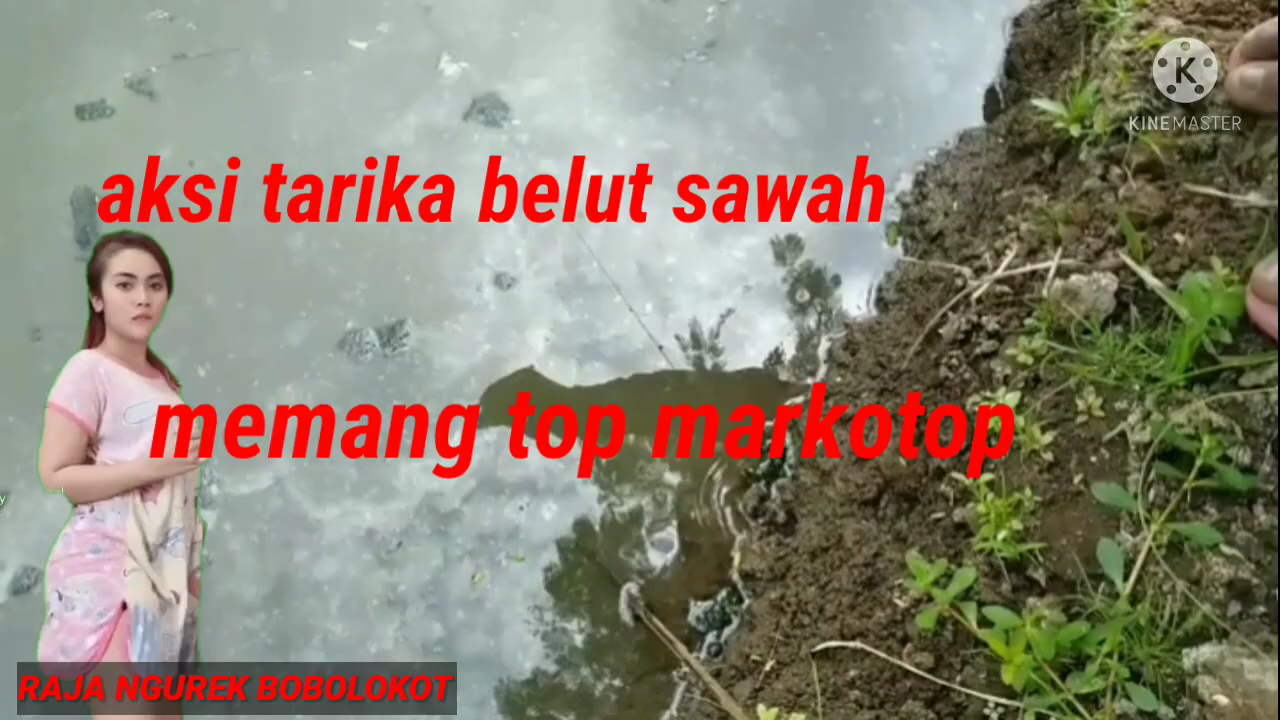 KINEMASTER
aksi tarika belut sawah
memang top markotop
y
RAJA NGUREK BOBOLOKOT